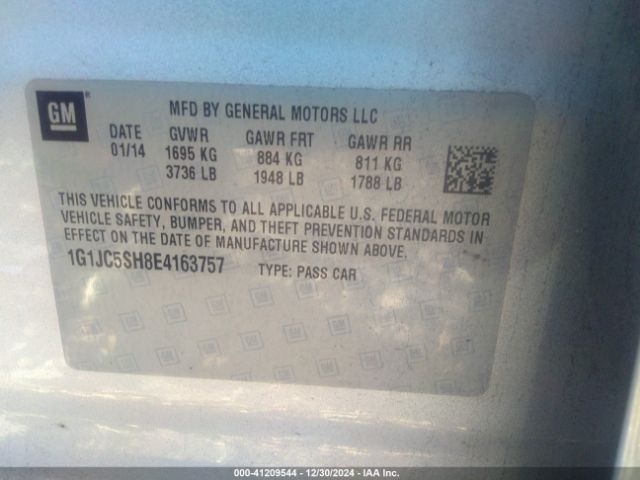 GM ®
MFD BY GENERAL MOTORS LLC
DATE GVWR GAWR FRT GAWR RR
01/14 1695 KG 884 KG 811 KG
3736 LB 1948 LB 1788 LB
THIS VEHICLE CONFORMS TO ALL APPLICABLE U.S. FEDERAL MOTOR
VEHICLE SAFETY, BUMPER, AND THEFT PREVENTION STANDARDS IN
EFFECT ON THE DATE OF MANUFACTURE SHOWN ABOVE.
1G1JC5SH8E4163757 TYPE: PASS CAR
000-41209544 - 12/30/2024 - IAA Inc.